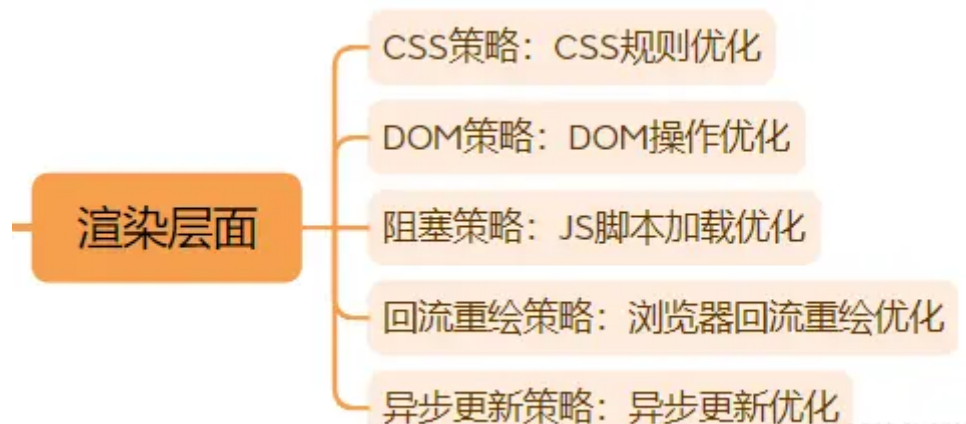 CSS策略：CSS规则优化
DOM策略：DOM操作优化
渲染层面
阻塞策略：JS脚本加载优化
回流重绘策略：浏览器回流重绘优化
异步更新策略：异步更新优化